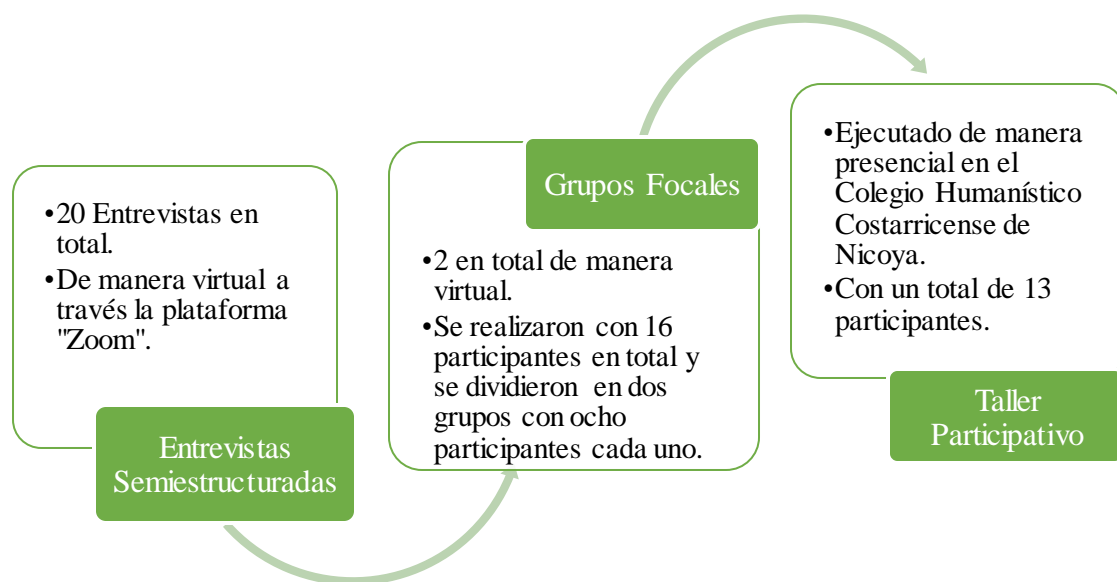 •20 Entrevistas en
total.
•De manera virtual a
través la plataforma
"Zoom".
Entrevistas
Semiestructuradas
Grupos Focales
•2 en total de manera
virtual.
•Se realizaron con 16
participantes en total y
se dividieron en dos
grupos con ocho
participantes cada uno.
•Ejecutado de manera
presencial en el
Colegio Humanístico
Costarricense de
Nicoya.
•Con un total de 13
participantes.
Taller
Participativo